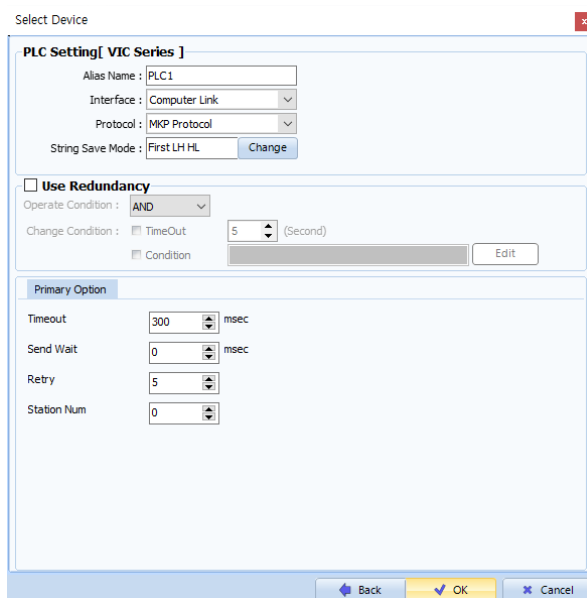 Select Device
PLC Setting[ VIC Series ]
Alias Name : PLC1
Interface : Computer Link
Protocol : MKP Protocol
String Save Mode : First LH HL Change
Use Redundancy
Operate Condition : AND
Change Condition : TimeOut 5 (Second)
Condition Edit
Primary Option
Timeout 300 msec
Send Wait 0 msec
Retry 5
Station Num 0
Back OK Cancel